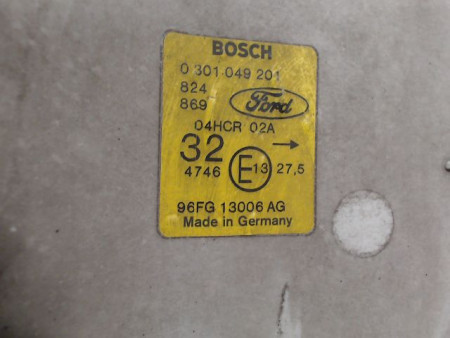 BOSCH
0 301 049 201
824
869 Ford
04HCR 02A
32 →
4746 E13 27,5
96FG 13006 AG
Made in Germany